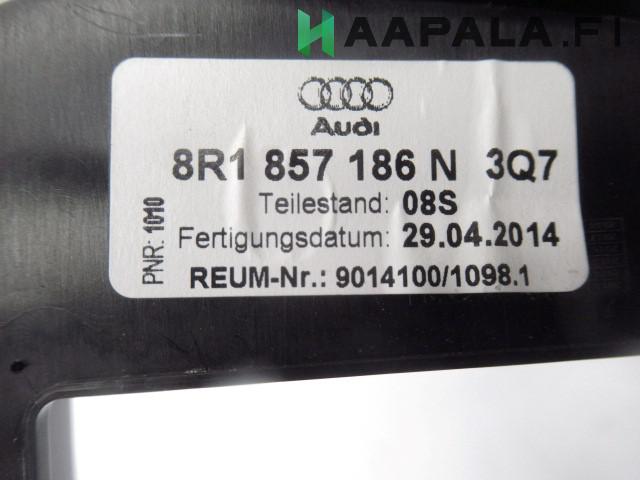 HAAPALA.FI
Audi
8R1 857 186 N 3Q7
Teilestand: 08S
Fertigungsdatum: 29.04.2014
REUM-Nr.: 9014100/1098.1
PNR: 1010